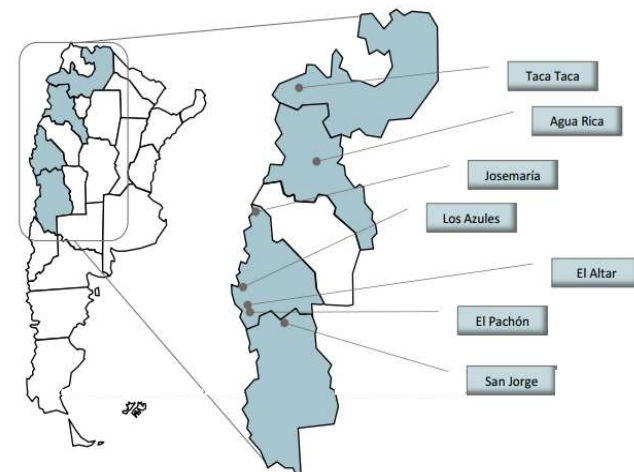 Taca Taca
Agua Rica
Josemaría
Los Azules
El Altar
El Pachón
San Jorge